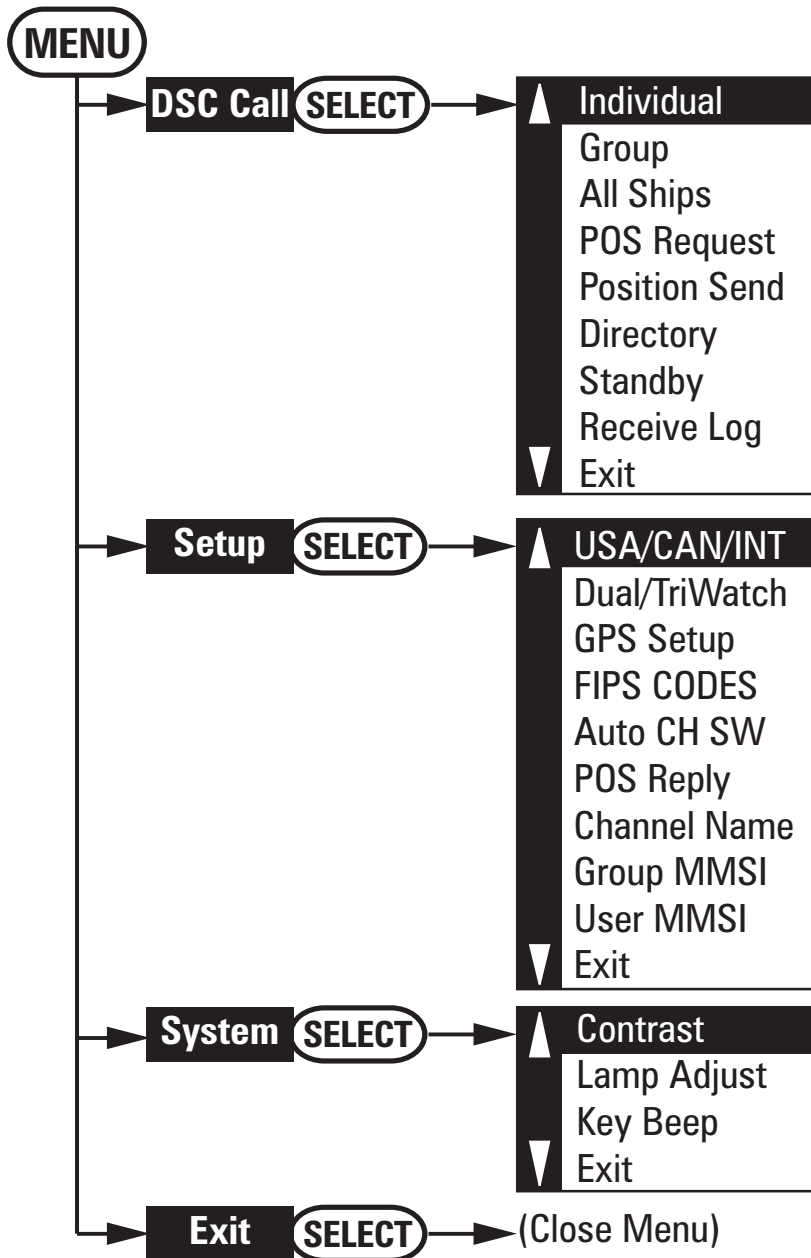 MENU
DSC Call SELECT
Individual
Group
All Ships
POS Request
Position Send
Directory
Standby
Receive Log
Exit
Setup SELECT
USA/CAN/INT
Dual/TriWatch
GPS Setup
FIPS CODES
Auto CH SW
POS Reply
Channel Name
Group MMSI
User MMSI
Exit
System SELECT
Contrast
Lamp Adjust
Key Beep
Exit
Exit SELECT (Close Menu)